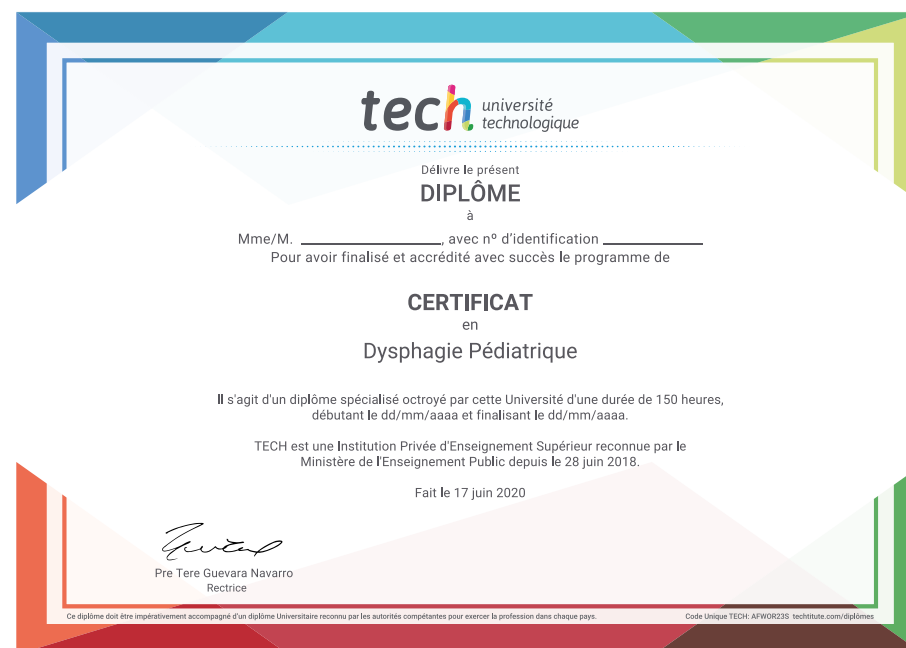 tech université
technologique
Délivre le présent
DIPLÔME
à
Mme/M. ____________________, avec nº d'identification ______________
Pour avoir finalisé et accrédité avec succès le programme de
CERTIFICAT
en
Dysphagie Pédiatrique
Il s'agit d'un diplôme spécialisé octroyé par cette Université d'une durée de 150 heures,
débutant le dd/mm/aaaa et finalisant le dd/mm/aaaa.
TECH est une Institution Privée d'Enseignement Supérieur reconnue par le
Ministère de l'Enseignement Public depuis le 28 juin 2018.
Fait le 17 juin 2020
Pre Tere Guevara Navarro
Rectrice
Ce diplôme doit être impérativement accompagné d'un diplôme Universitaire reconnu par les autorités compétantes pour exercer la profession dans chaque pays.
Code Unique TECH: AFWOR23S techtitute.com/diplômes